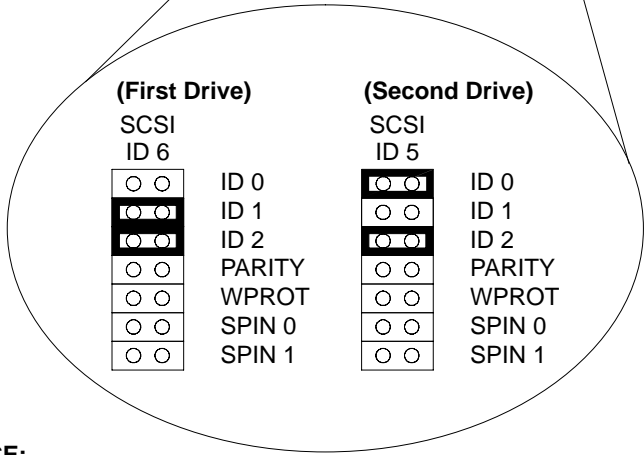 (First Drive) (Second Drive)
SCSI SCSI
ID 6 ID 5
ID 0 ID 0
ID 1 ID 1
ID 2 ID 2
PARITY PARITY
WPROT WPROT
SPIN 0 SPIN 0
SPIN 1 SPIN 1